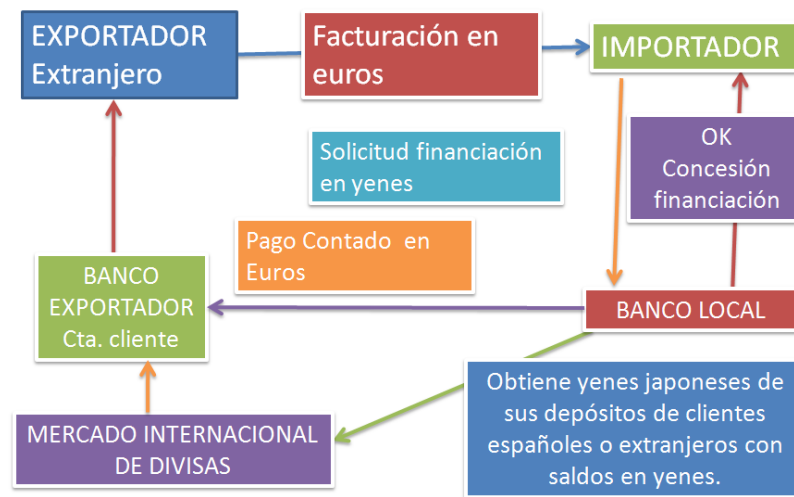 EXPORTADOR
Extranjero
Facturación en
euros
IMPORTADOR
Solicitud financiación
en yenes
OK
Concesión
financiación
Pago Contado en
Euros
BANCO
EXPORTADOR
Cta. cliente
BANCO LOCAL
Obtiene yenes japoneses de
sus depósitos de clientes
españoles o extranjeros con
saldos en yenes.
MERCADO INTERNACIONAL
DE DIVISAS